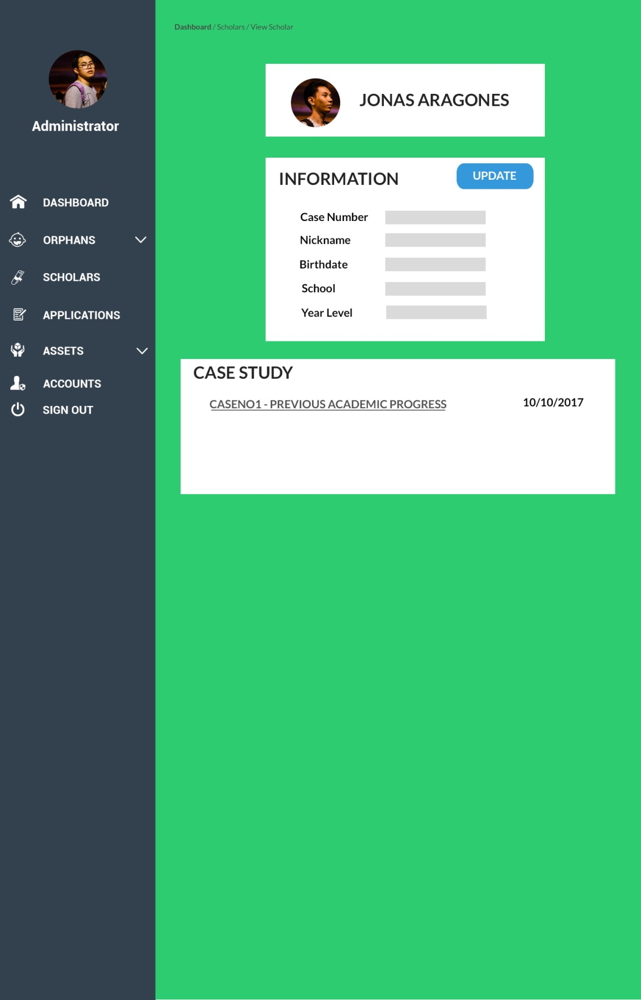 Dashboard / Scholars / View Scholar
Administrator
DASHBOARD
ORPHANS
SCHOLARS
APPLICATIONS
ASSETS
ACCOUNTS
SIGN OUT
JONAS ARAGONES
INFORMATION
UPDATE
Case Number
Nickname
Birthdate
School
Year Level
CASE STUDY
CASENO1 - PREVIOUS ACADEMIC PROGRESS 10/10/2017